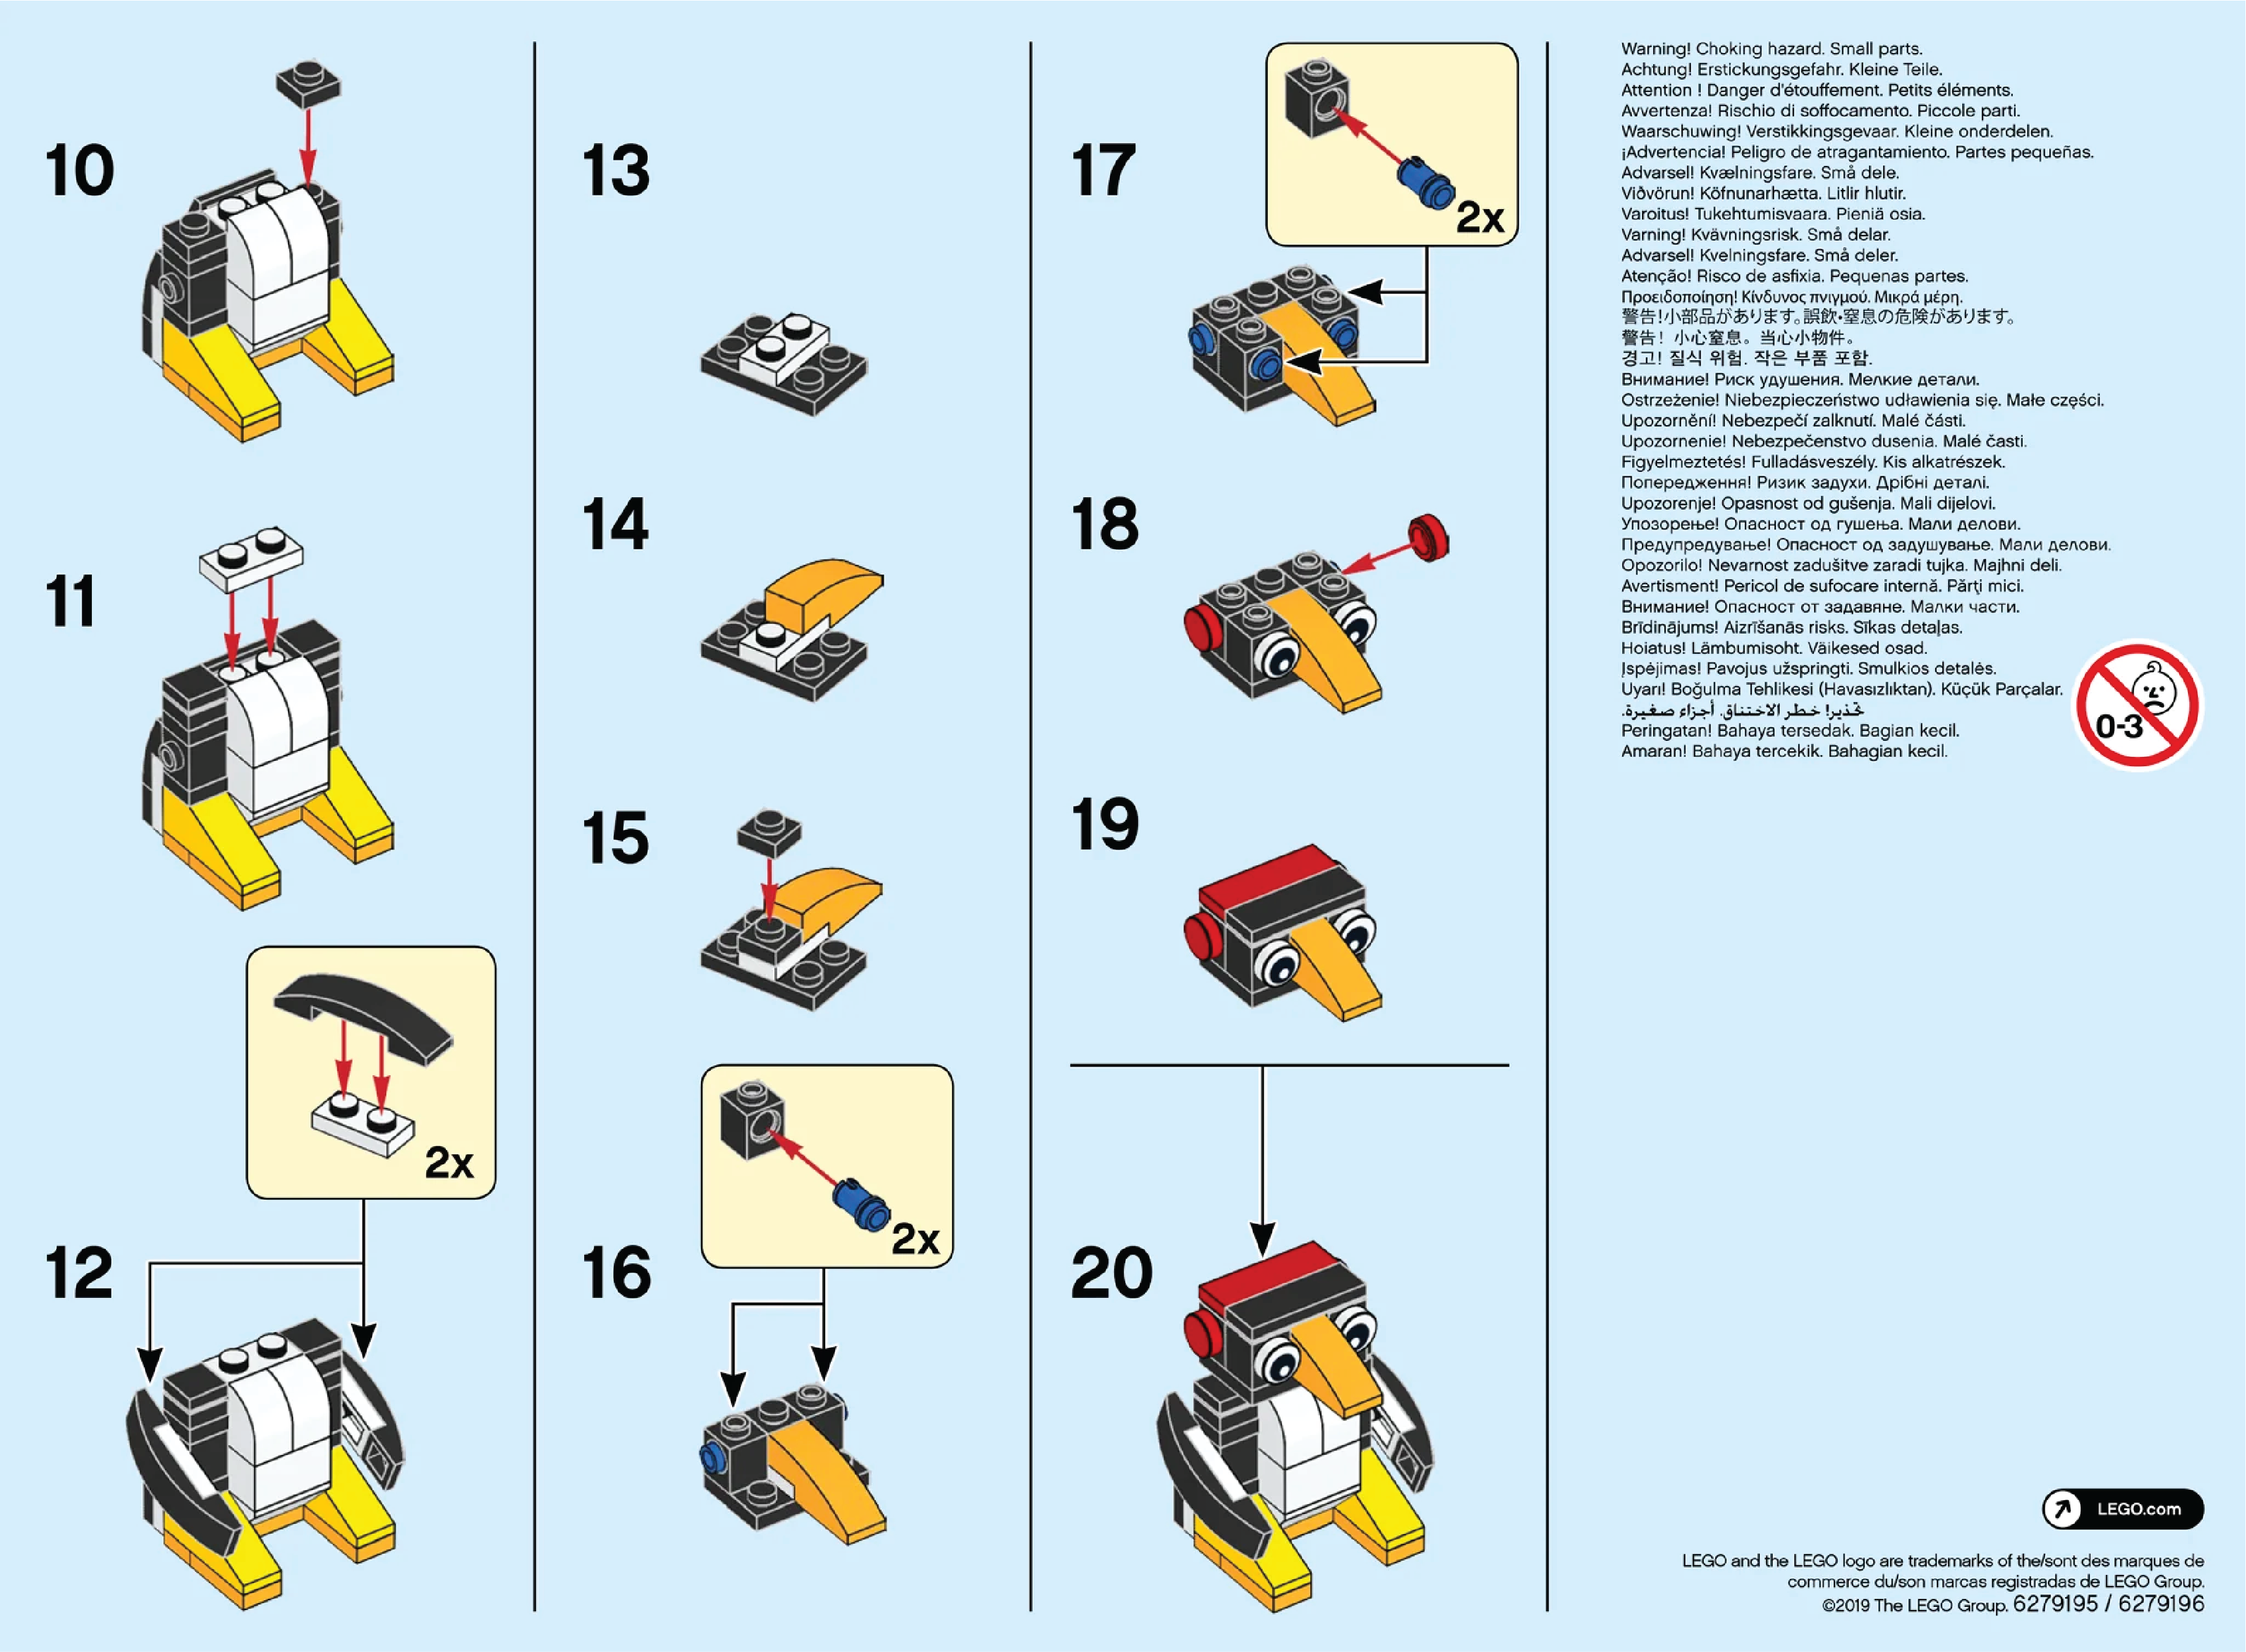 10
11
2x
12
13
14
15
2x
16
2x
17
18
19
20
Warning! Choking hazard. Small parts.
Achtung! Erstickungsgefahr. Kleine Teile.
Attention ! Danger d'étouffement. Petits éléments.
Avvertenza! Rischio di soffocamento. Piccole parti.
Waarschuwing! Verstikkingsgevaar. Kleine onderdelen.
¡Advertencia! Peligro de atragantamiento. Partes pequeñas.
Advarsel! Kvælningsfare. Små dele.
Viðvörun! Köfnunarhætta. Litlir hlutir.
Varoitus! Tukehtumisvaara. Pieniä osia.
Varning! Kvävningsrisk. Små delar.
Advarsel! Kvelningsfare. Små deler.
Atenção! Risco de asfixia. Pequenas partes.
Προειδοποίηση! Κίνδυνος πνιγμού. Μικρά μέρη.
警告!小部品があります。誤飲・窒息の危険があります。
警告！小心窒息。当心小物件。
경고! 질식 위험. 작은 부품 포함.
Внимание! Риск удушения. Мелкие детали.
Ostrzeżenie! Niebezpieczeństwo udławienia się. Małe części.
Upozornění! Nebezpečí zalknutí. Malé části.
Upozornenie! Nebezpečenstvo dusenia. Malé časti.
Figyelmeztetés! Fulladásveszély. Kis alkatrészek.
Попередження! Ризик задухи. Дрібні деталі.
Upozorenje! Opasnost od gušenja. Mali dijelovi.
Упозорење! Опасност од гушења. Мали делови.
Предупредување! Опасност од задушување. Мали делови.
Opozorilo! Nevarnost zadušitve zaradi tujka. Majhni deli.
Avertisment! Pericol de sufocare internă. Părţi mici.
Внимание! Опасност от задавяне. Малки части.
Brīdinājums! Aizrīšanās risks. Sīkas detaļas.
Hoiatus! Lämbumisoht. Väikesed osad.
Įspėjimas! Pavojus užspringti. Smulkios detalės.
Uyarı! Boğulma Tehlikesi (Havasızlıktan). Küçük Parçalar.
تحذير! خطر الاختناق. أجزاء صغيرة.
Peringatan! Bahaya tersedak. Bagian kecil.
Amaran! Bahaya tercekik. Bahagian kecil.
0-3
LEGO.com
LEGO and the LEGO logo are trademarks of the/sont des marques de
commerce du/son marcas registradas de LEGO Group.
©2019 The LEGO Group. 6279195 / 6279196